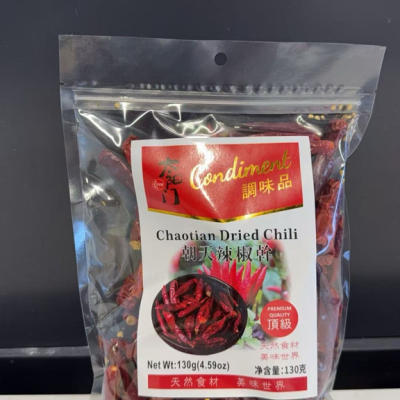 Condiment
調味品
Chaotian Dried Chili
朝天辣椒幹
PREMIUM
QUALITY
頂級
天然食材
美味世界
Net Wt:130g(4.59oz)
净含量:130克
天然食材 美味世界